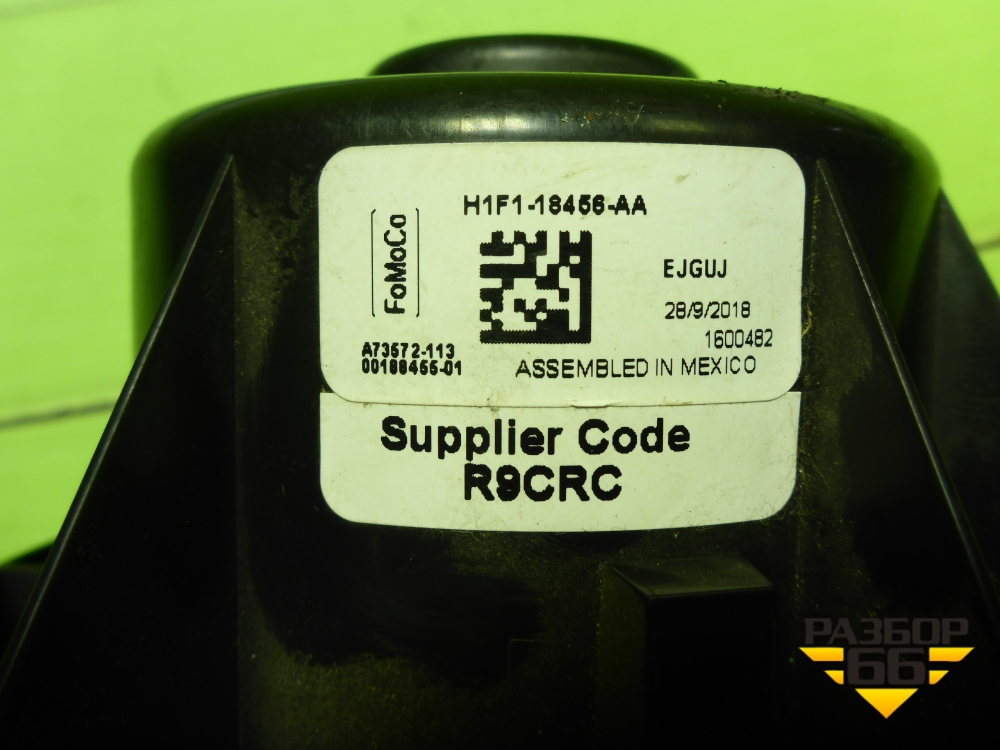 H1F1-18456-AA
FoMoCo
EJGUJ
28/9/2018
1600482
A73572-113
00188455-01
ASSEMBLED IN MEXICO
Supplier Code
R9CRC
РАЗБОР
66